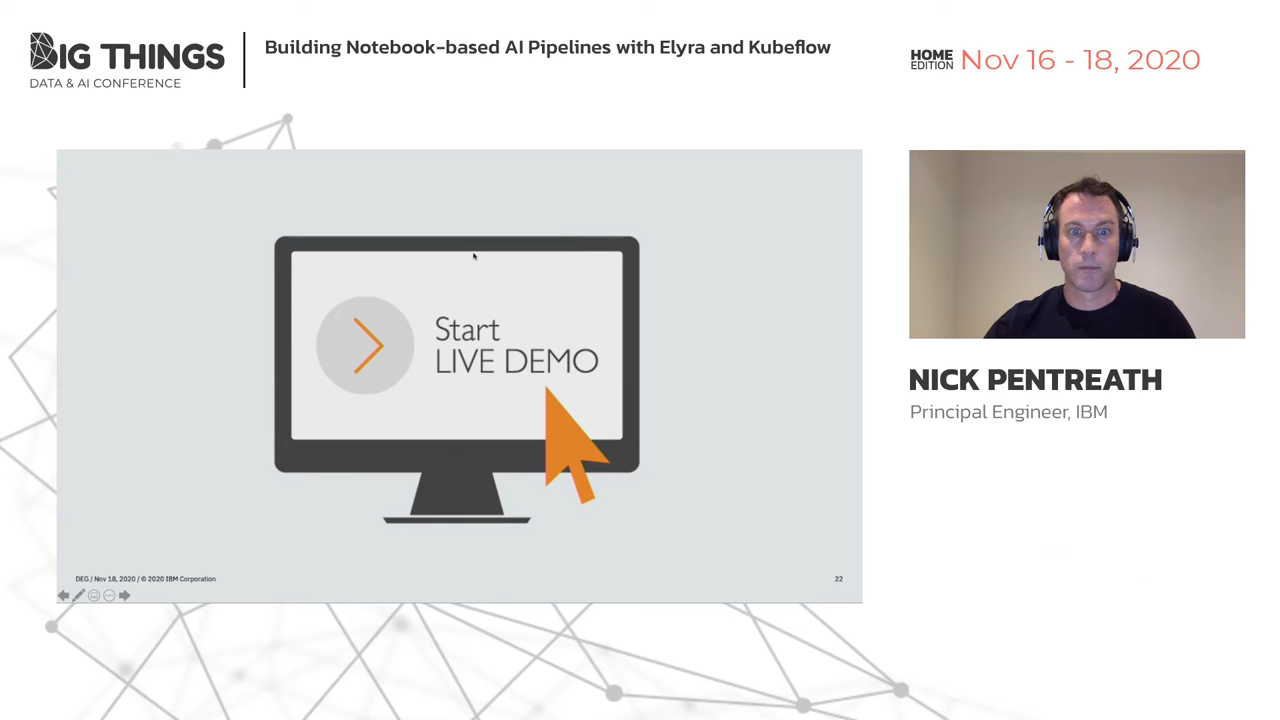 BIG THINGS
DATA & AI CONFERENCE
Building Notebook-based AI Pipelines with Elyra and Kubeflow
HOME
EDITION
Nov 16 - 18, 2020
Start
LIVE DEMO
DEG / Nov 18, 2020 / © 2020 IBM Corporation
22
NICK PENTREATH
Principal Engineer, IBM